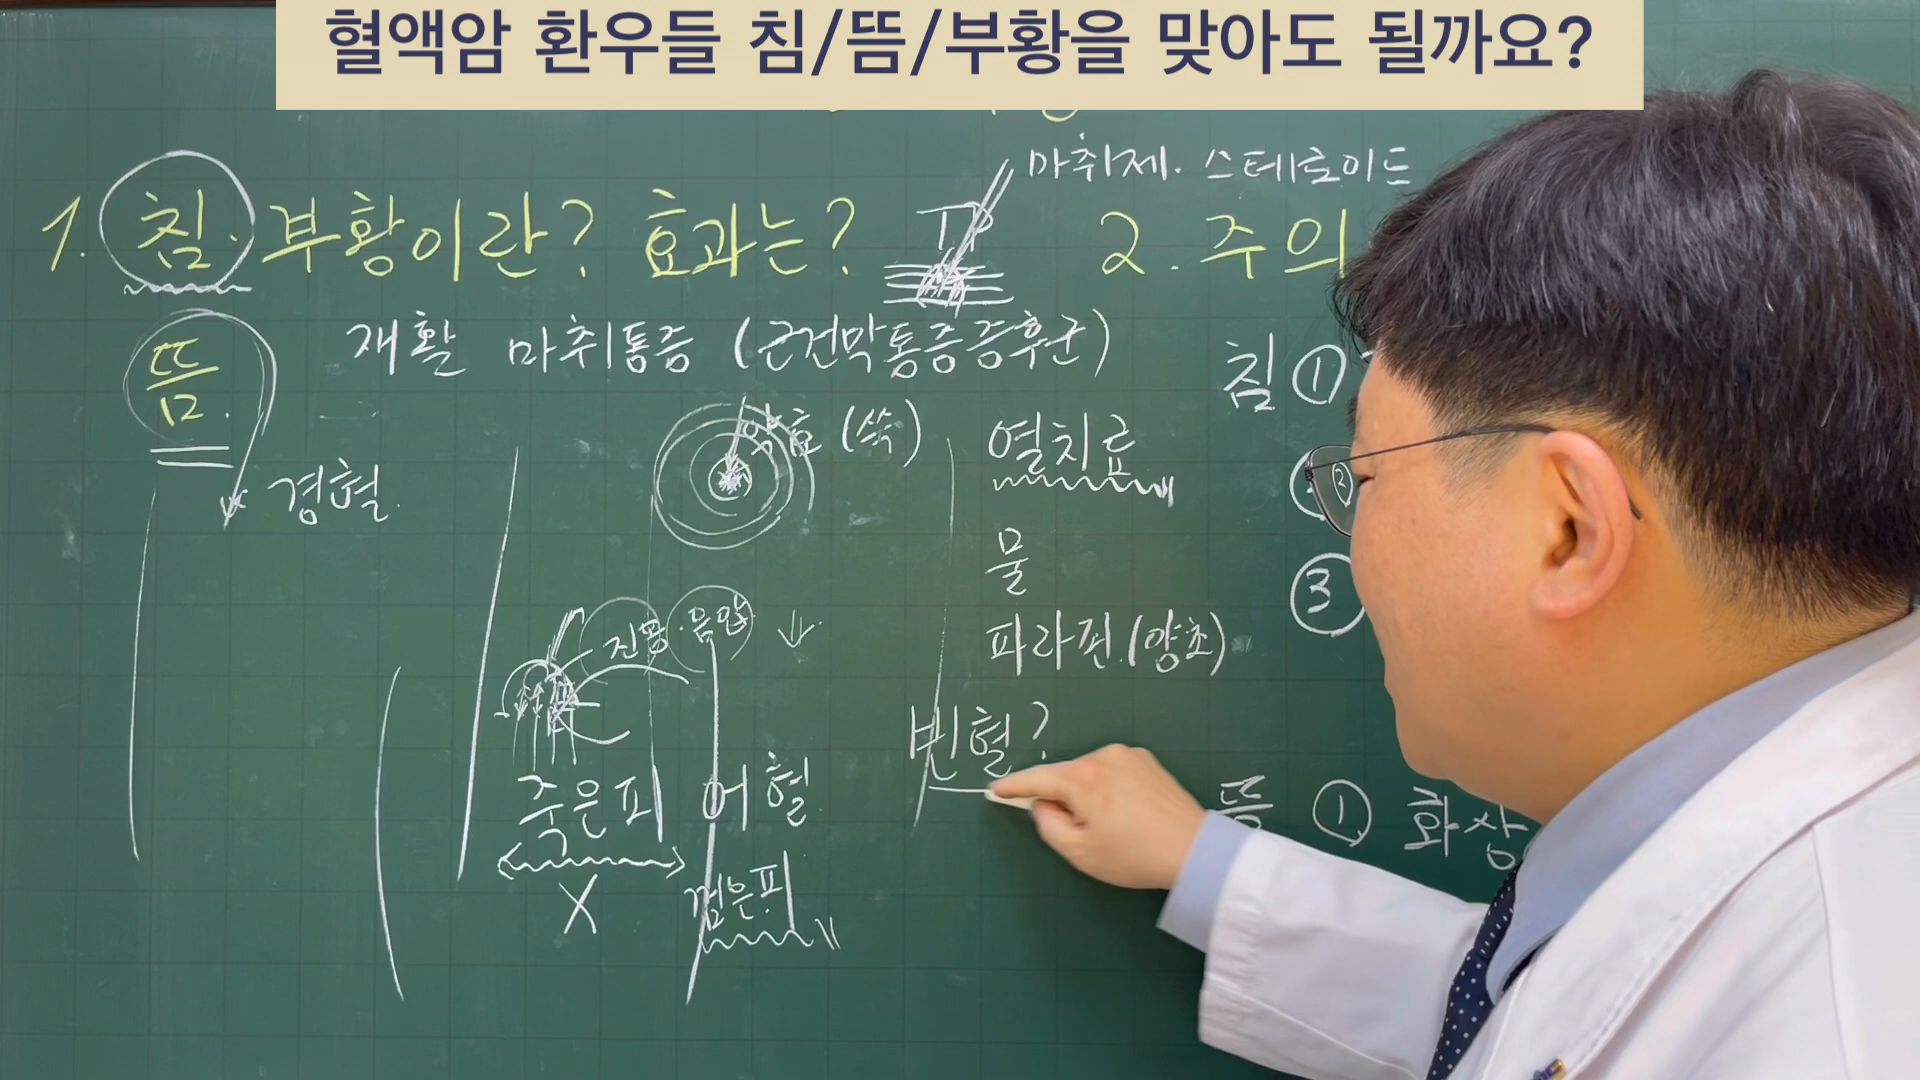 혈액암 환우들 침/뜸/부황을 맞아도 될까요?
마취제. 스테로이드
1. 침. 부황이란? 효과는?
TP
2. 주의
뜸.
재활 마취통증 (근건막통증증후군)
침 ①
경혈.
약효 (쑥)
열치료
②
물
③
진공. 음압
파라핀.(양초)
빈혈?
죽은피
어혈
뜸 ① 화상
X
검은피